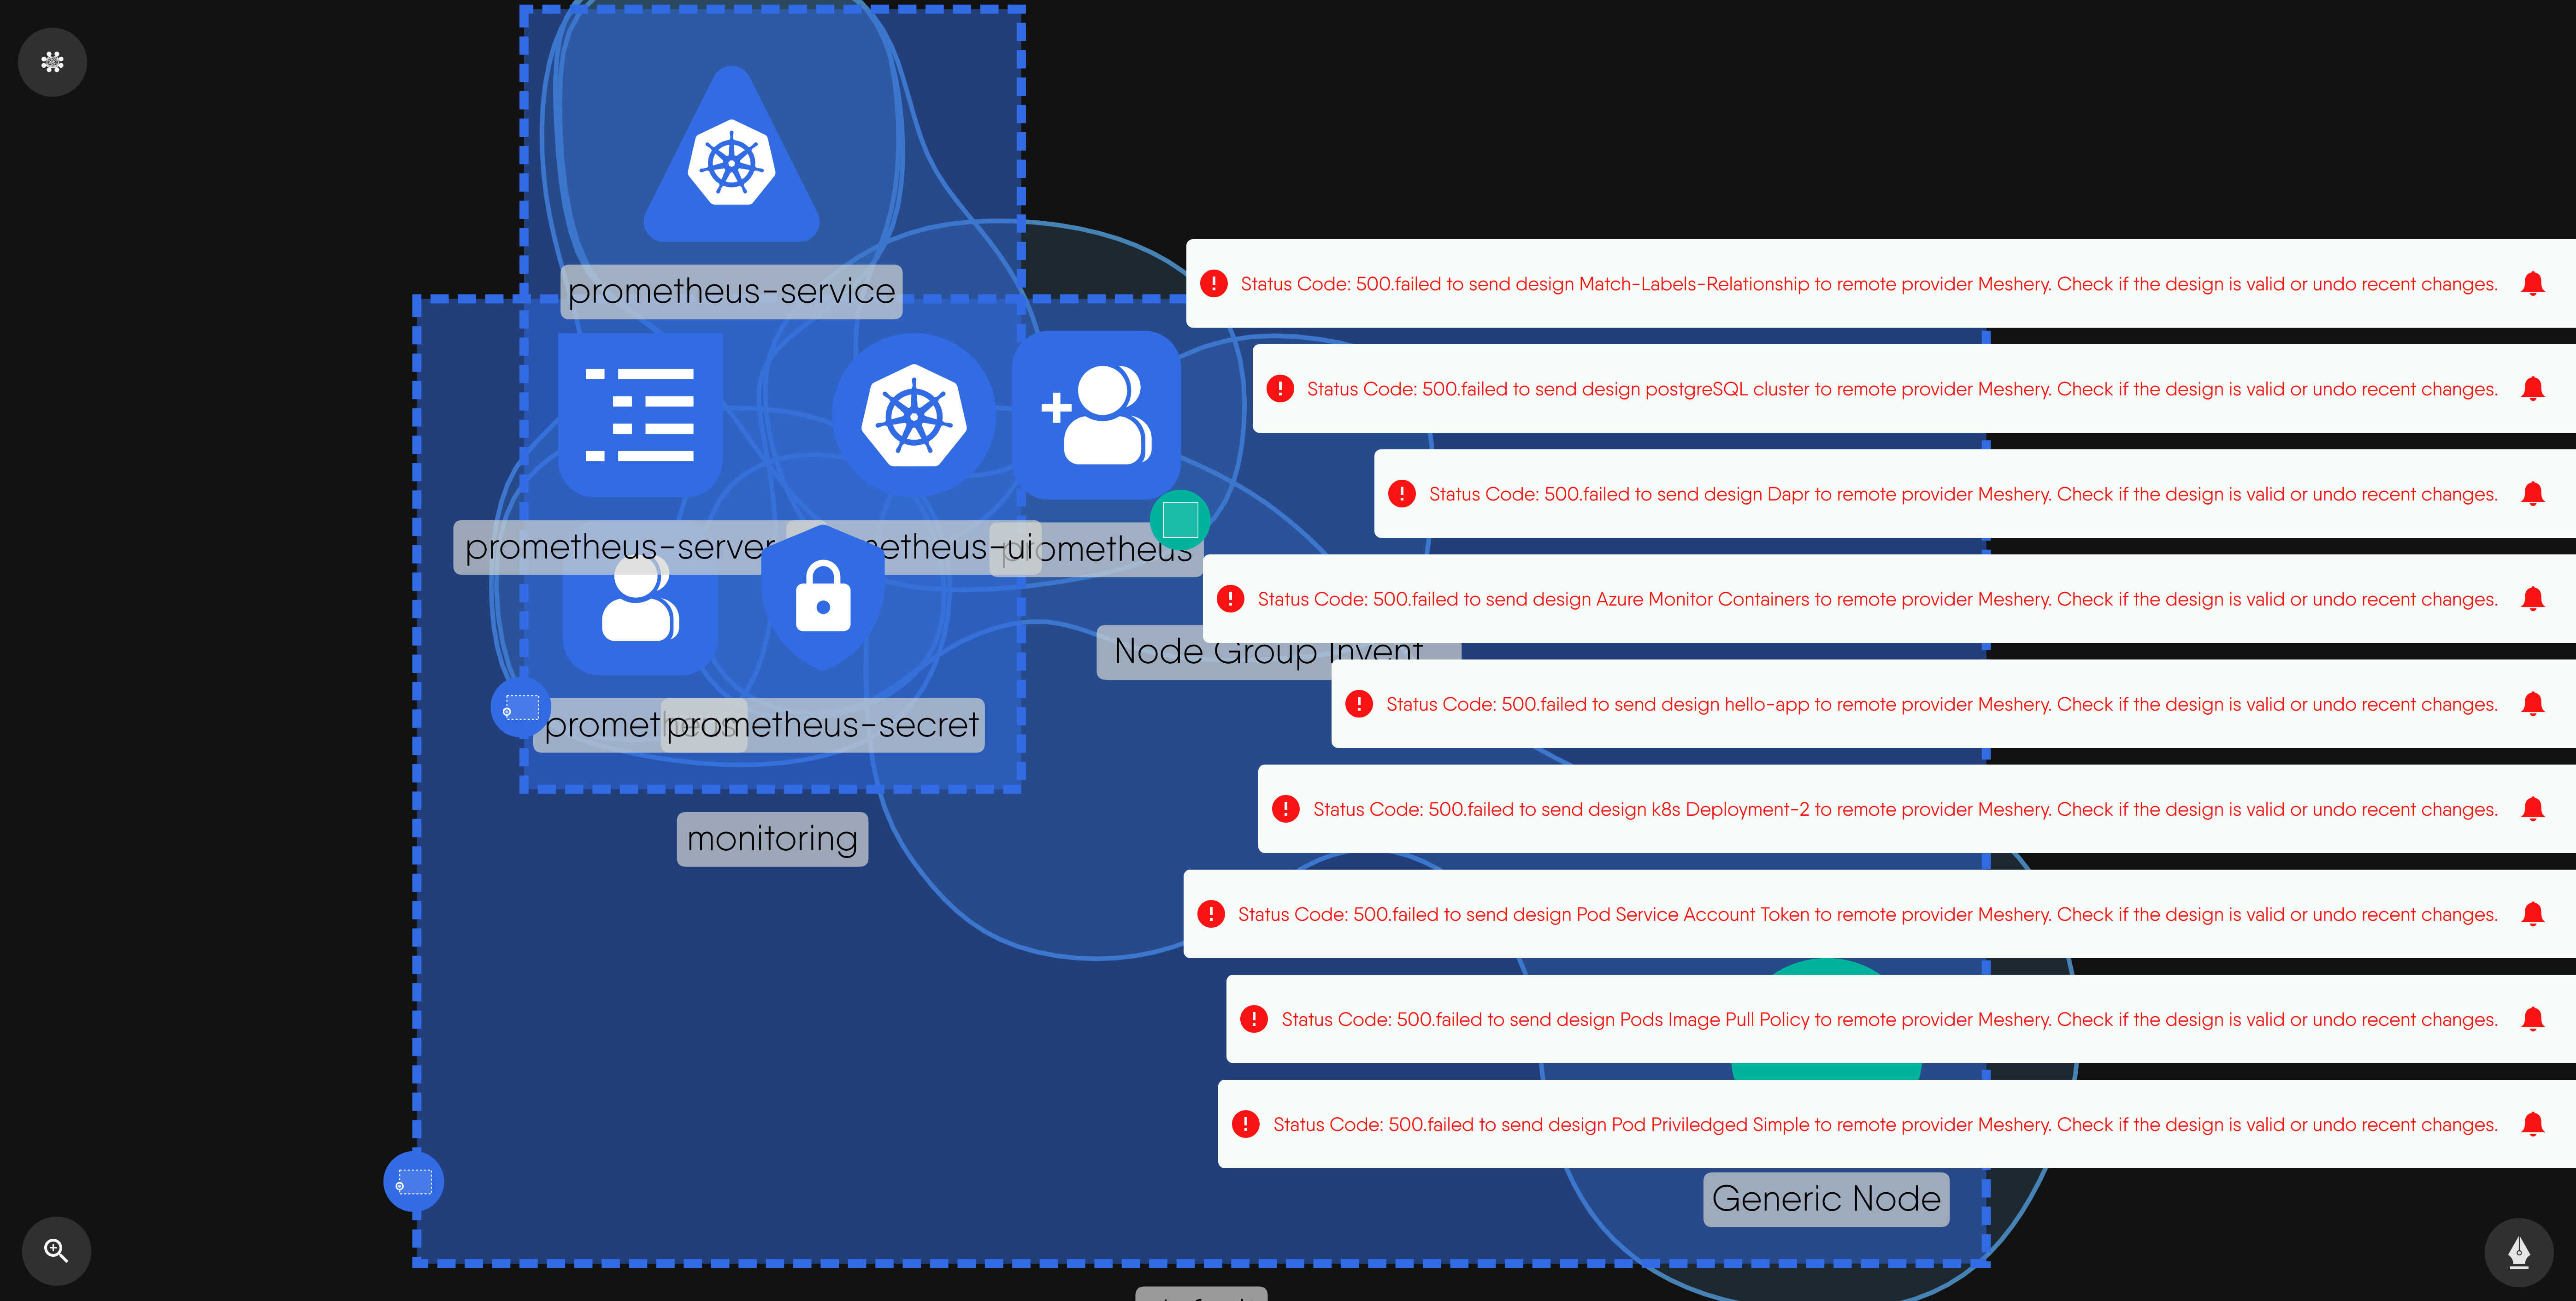 prometheus-service
Status Code: 500.failed to send design Match-Labels-Relationship to remote provider Meshery. Check if the design is valid or undo recent changes.
Status Code: 500.failed to send design postgreSQL cluster to remote provider Meshery. Check if the design is valid or undo recent changes.
Status Code: 500.failed to send design Dapr to remote provider Meshery. Check if the design is valid or undo recent changes.
prometheus-server
prometheus
Status Code: 500.failed to send design Azure Monitor Containers to remote provider Meshery. Check if the design is valid or undo recent changes.
Node Group Invent
Status Code: 500.failed to send design hello-app to remote provider Meshery. Check if the design is valid or undo recent changes.
prometheus-secret
Status Code: 500.failed to send design k8s Deployment-2 to remote provider Meshery. Check if the design is valid or undo recent changes.
monitoring
Status Code: 500.failed to send design Pod Service Account Token to remote provider Meshery. Check if the design is valid or undo recent changes.
Status Code: 500.failed to send design Pods Image Pull Policy to remote provider Meshery. Check if the design is valid or undo recent changes.
Status Code: 500.failed to send design Pod Priviledged Simple to remote provider Meshery. Check if the design is valid or undo recent changes.
Generic Node